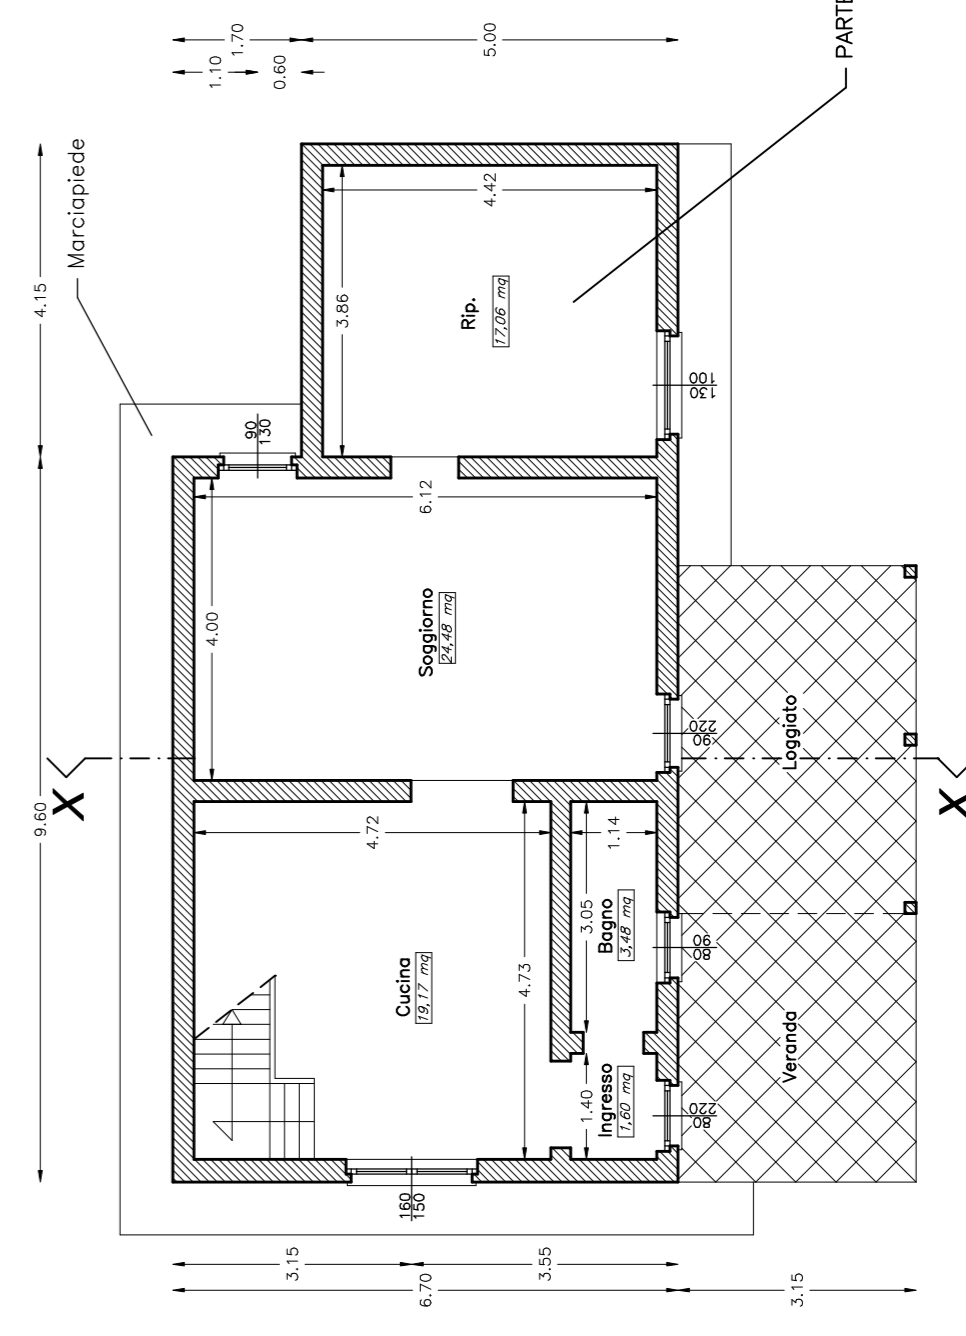 1.70
1.10
0.60
5.00
4.15
9.60
Marciapiede
PARTE
4.42
3.86
Rip.
17,06 mq
100
130
90
130
6.12
4.00
Soggiorno
24,48 mq
220
90
Loggiato
X
X
4.72
4.73
Cucina
19,17 mq
1.14
3.05
Bagno
3,48 mq
90
80
1.40
Ingresso
1,60 mq
220
80
Veranda
160
150
3.15
3.55
6.70
3.15